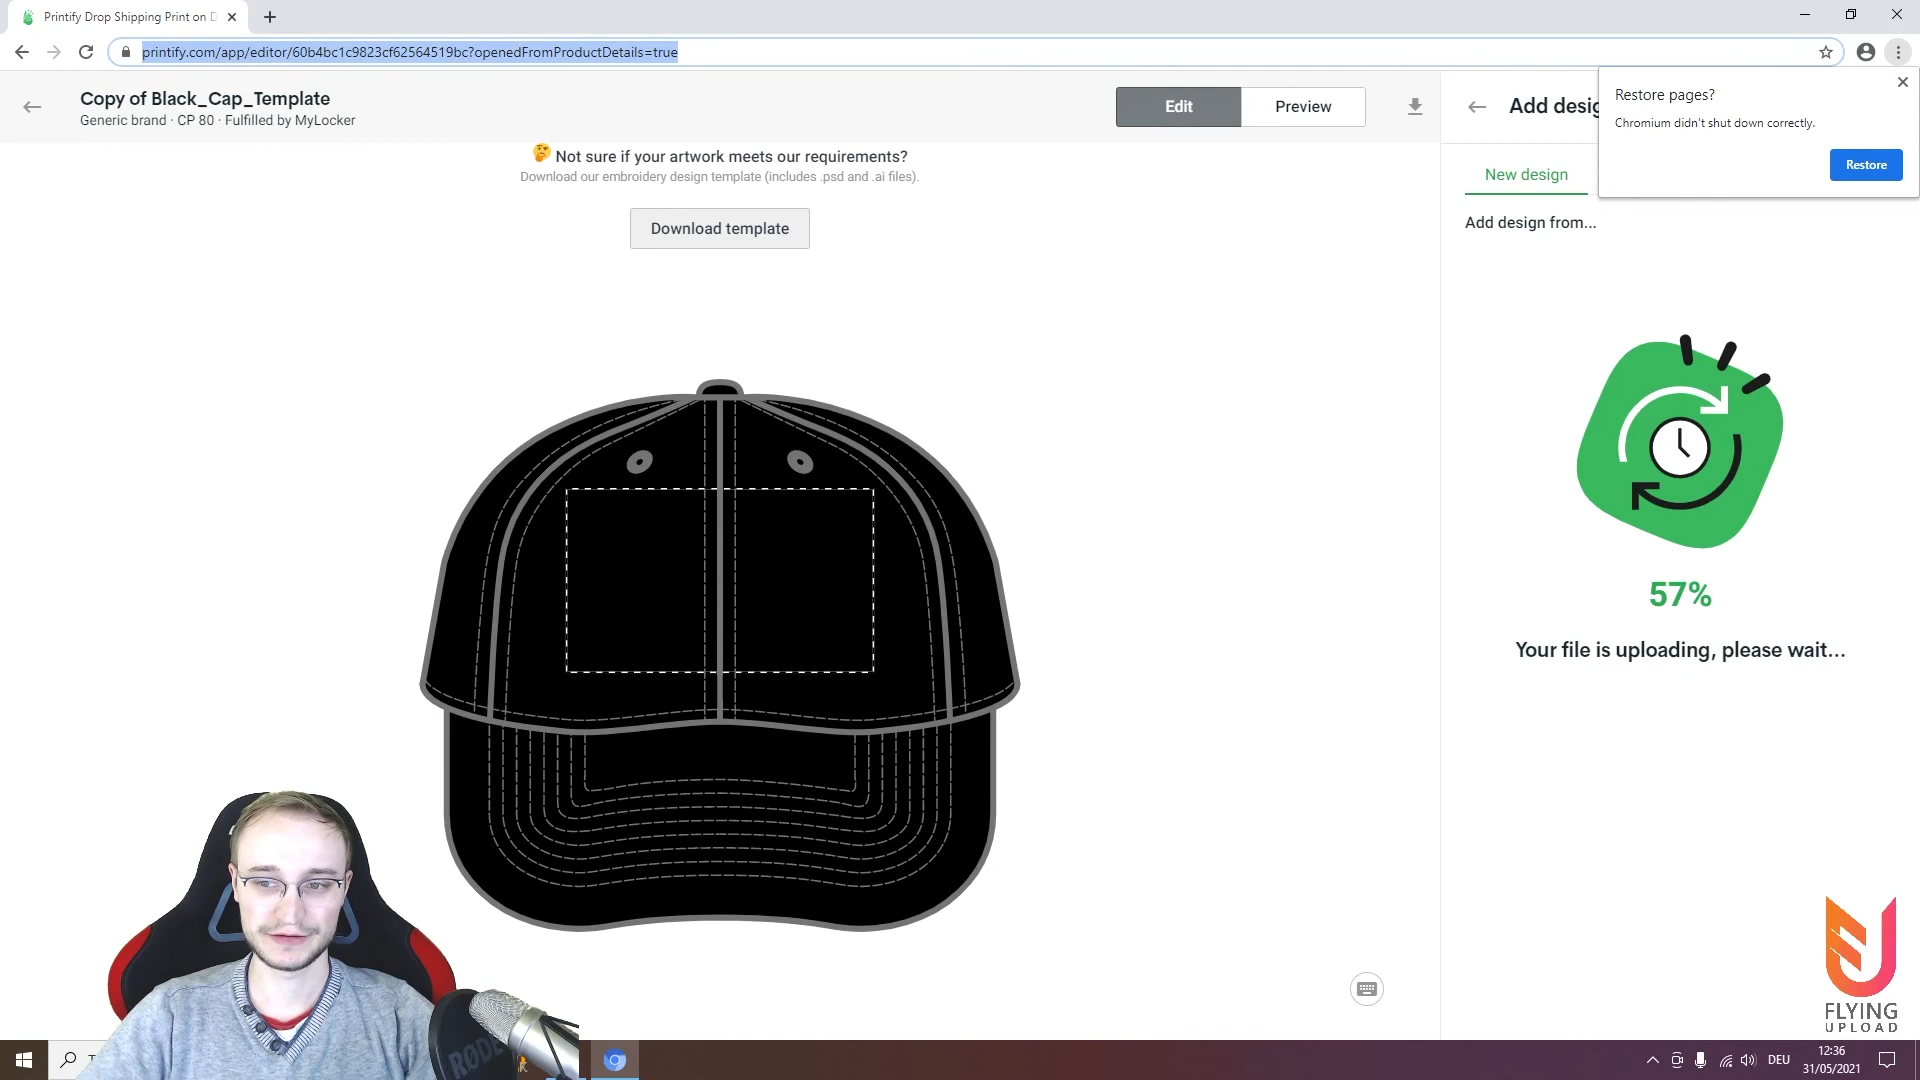 Printify Drop Shipping Print on D
printify.com/app/editor/60b4bc1c9823cf62564519bc?openedFromProductDetails=true
Copy of Black_Cap_Template
Generic brand · CP 80 · Fulfilled by MyLocker
Edit
Preview
Add desig
Restore pages?
Chromium didn't shut down correctly.
Restore
Not sure if your artwork meets our requirements?
Download our embroidery design template (includes .psd and .ai files).
Download template
New design
Add design from...
57%
Your file is uploading, please wait...
FLYING
UPLOAD
RØDE
DEU
12:36
31/05/2021